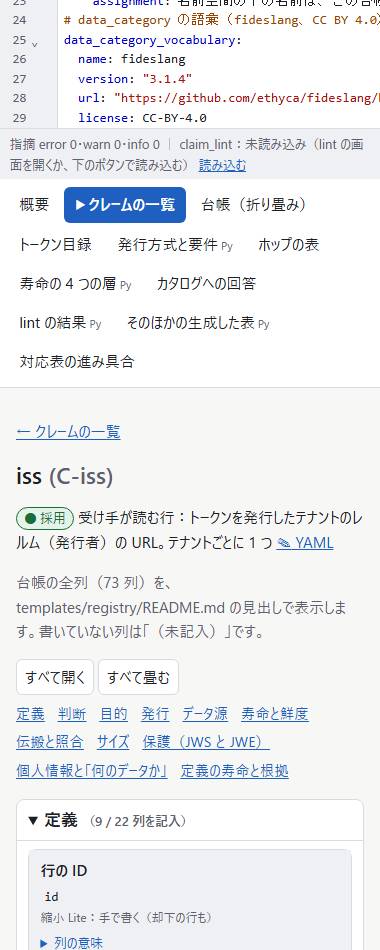 24 # data_category の語彙（fideslang、CC BY 4.0）
25 data_category_vocabulary:
26 name: fideslang
27 version: "3.1.4"
28 url: "https://github.com/ethyca/fideslang/
29 license: CC-BY-4.0
指摘 error 0・warn 0・info 0 | claim_lint：未読み込み（lint の画
面を開くか、下のボタンで読み込む） 読み込む
概要 ▶クレームの一覧 台帳（折り畳み）
トークン目録 発行方式と要件 Py ホップの表
寿命の 4 つの層 Py カタログへの回答
lint の結果 Py そのほかの生成した表 Py
対応表の進み具合
← クレームの一覧
iss (C-iss)
● 採用 受け手が読む行：トークンを発行したテナントのレ
ルム（発行者）の URL。テナントごとに 1 つ ✎ YAML
台帳の全列（73 列）を、
templates/registry/README.md の見出しで表示しま
す。書いていない列は「（未記入）」です。
すべて開く すべて畳む
定義 判断 目的 発行 データ源 寿命と鮮度
伝搬と照合 サイズ 保護（JWS と JWE）
個人情報と「何のデータか」 定義の寿命と根拠
▼ 定義 （9 / 22 列を記入）
行の ID
id
縮小 Lite：手で書く（却下の行も）
▶ 列の意味